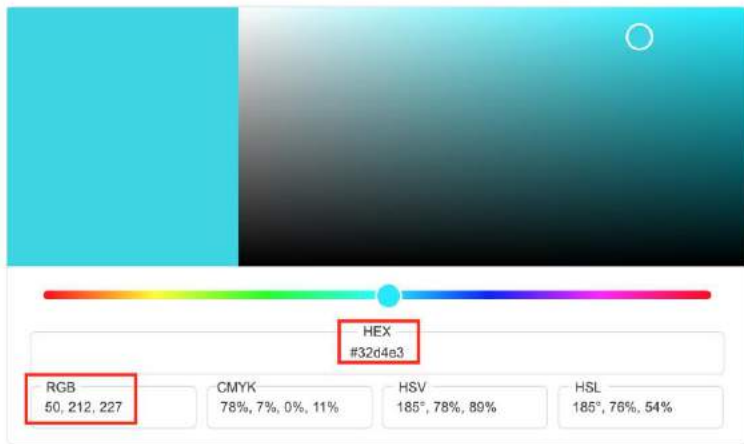 HEX
#32d4e3
RGB
50, 212, 227
CMYK
78%, 7%, 0%, 11%
HSV
185°, 78%, 89%
HSL
185°, 76%, 54%